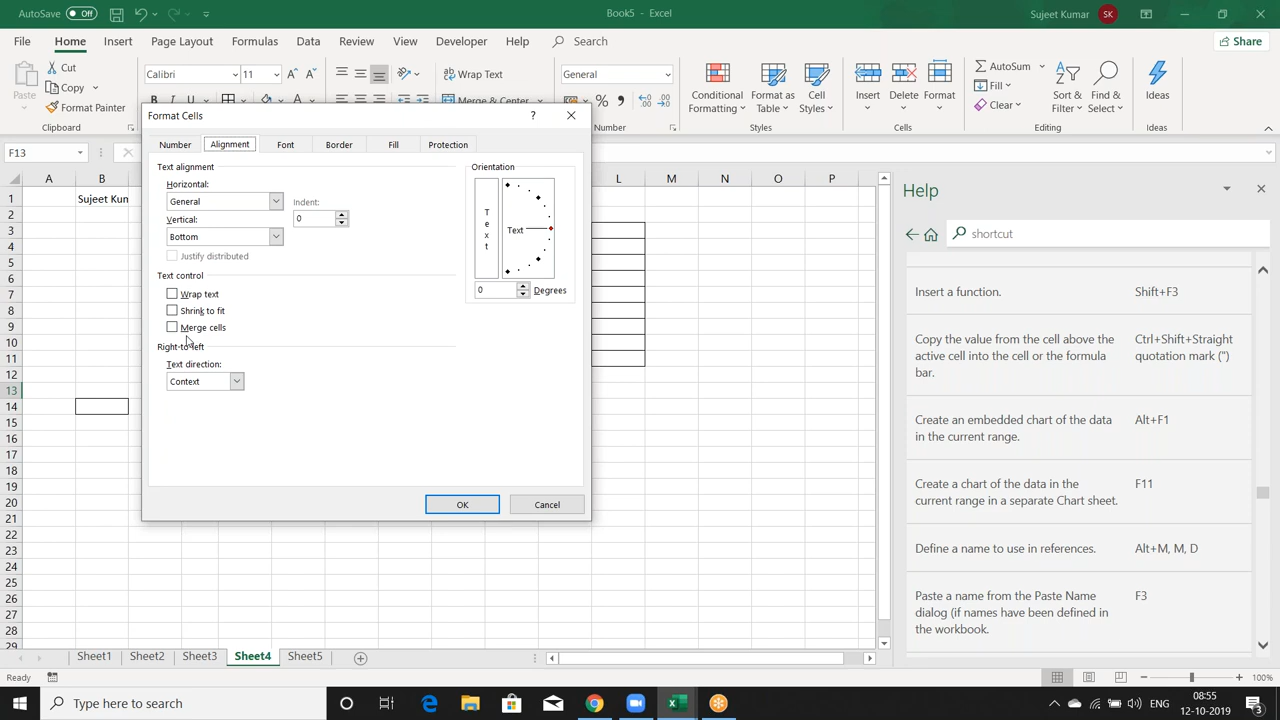 AutoSave Off
Book5 - Excel
Sujeet Kumar SK
File Home Insert Page Layout Formulas Data Review View Developer Help Search
Share
Paste
Cut
Copy
Format Painter
Clipboard
Calibri 11
B I U
Wrap Text
Merge & Center
General
% ,
Number
Conditional Formatting
Format as Table
Cell Styles
Styles
Insert
Delete
Format
Cells
AutoSum
Fill
Clear
Sort & Filter
Find & Select
Editing
Ideas
Ideas
F13
A B L M N O P
1 Sujeet Kun
2
3
4
5
6
7
8
9
10
11
12
13
14
15
16
17
18
19
20
21
22
23
24
25
26
27
28
29
Format Cells
? 
Number Alignment Font Border Fill Protection
Text alignment
Horizontal:
General
Indent:
0
Vertical:
Bottom
Justify distributed
Text control
Wrap text
Shrink to fit
Merge cells
Right-to-left
Text direction:
Context
Orientation
Text
Text
0 Degrees
OK Cancel
Help
shortcut
Insert a function. Shift+F3
Copy the value from the cell above the Ctrl+Shift+Straight
active cell into the cell or the formula quotation mark (")
bar.
Create an embedded chart of the data Alt+F1
in the current range.
Create a chart of the data in the F11
current range in a separate Chart sheet.
Define a name to use in references. Alt+M, M, D
Paste a name from the Paste Name F3
dialog (if names have been defined in
the workbook.
Sheet1 Sheet2 Sheet3 Sheet4 Sheet5
Ready
100%
Type here to search
ENG
08:55
12-10-2019
3